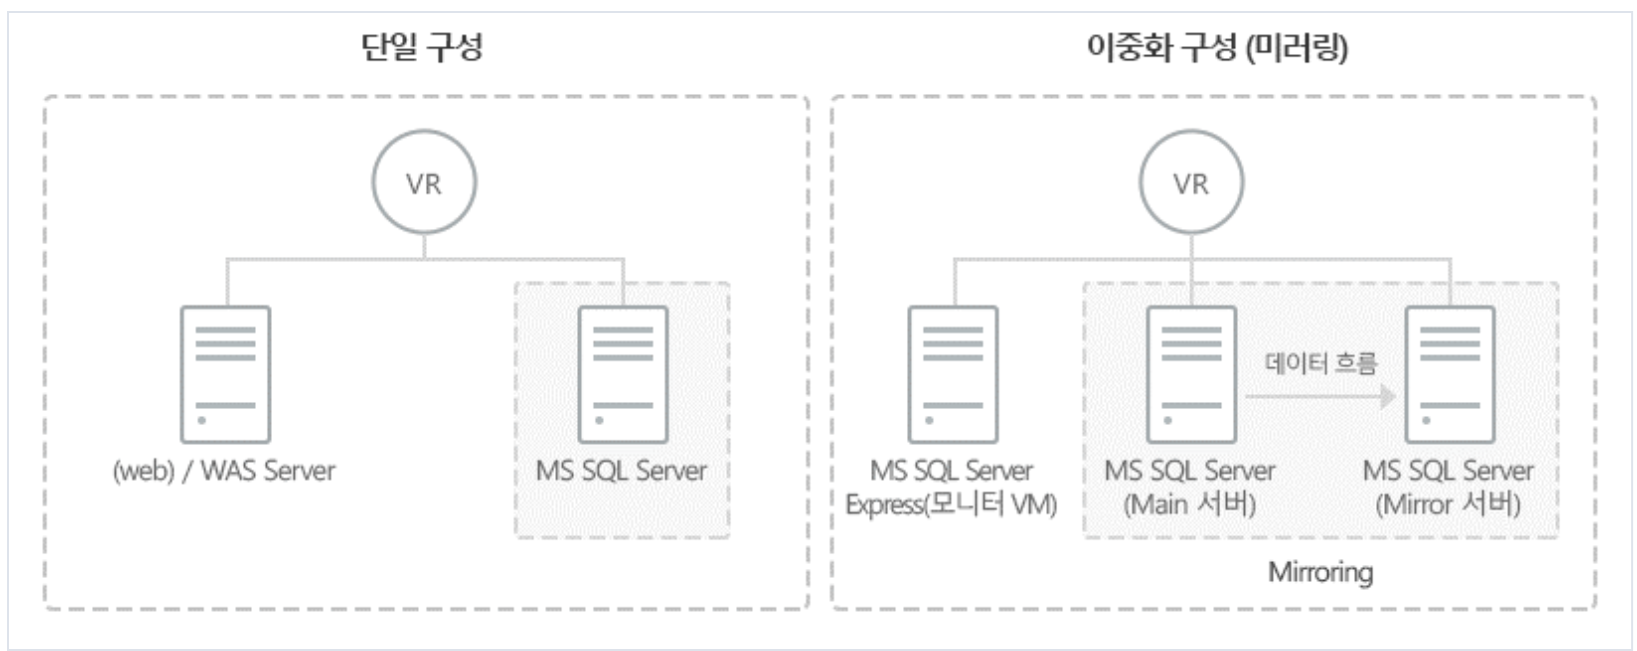 단일 구성
VR
(web) / WAS Server
MS SQL Server
이중화 구성 (미러링)
VR
데이터 흐름
MS SQL Server
Express(모니터 VM)
MS SQL Server
(Main 서버)
MS SQL Server
(Mirror 서버)
Mirroring